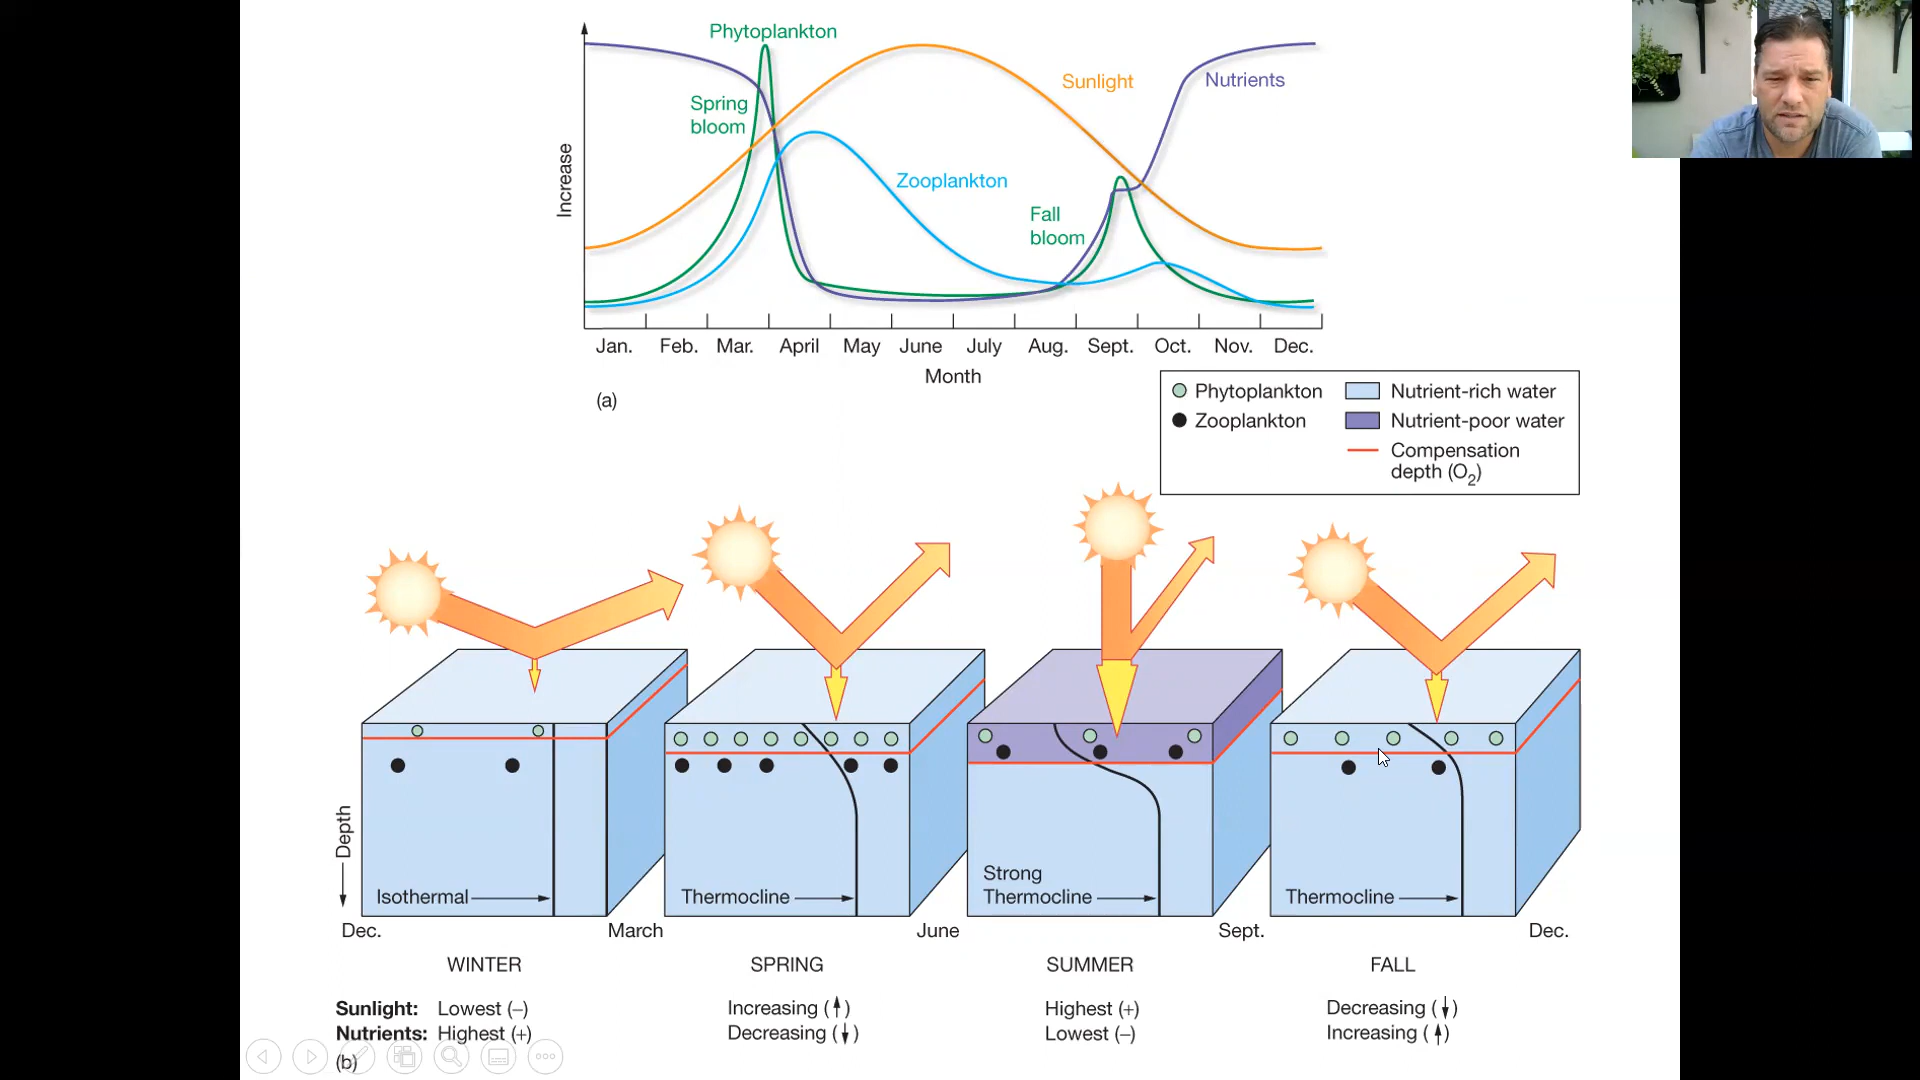 Phytoplankton
Spring
bloom
Sunlight
Nutrients
Zooplankton
Fall
bloom
Increase
Jan. Feb. Mar. April May June July Aug. Sept. Oct. Nov. Dec.
Month
(a)
Phytoplankton
Zooplankton
Nutrient-rich water
Nutrient-poor water
Compensation
depth (O2)
Depth
Isothermal
Thermocline
Strong
Thermocline
Thermocline
Dec. March June Sept. Dec.
WINTER SPRING SUMMER FALL
Sunlight: Lowest (–) Increasing (↑) Highest (+) Decreasing (↓)
Nutrients: Highest (+) Decreasing (↓) Lowest (–) Increasing (↑)
(b)